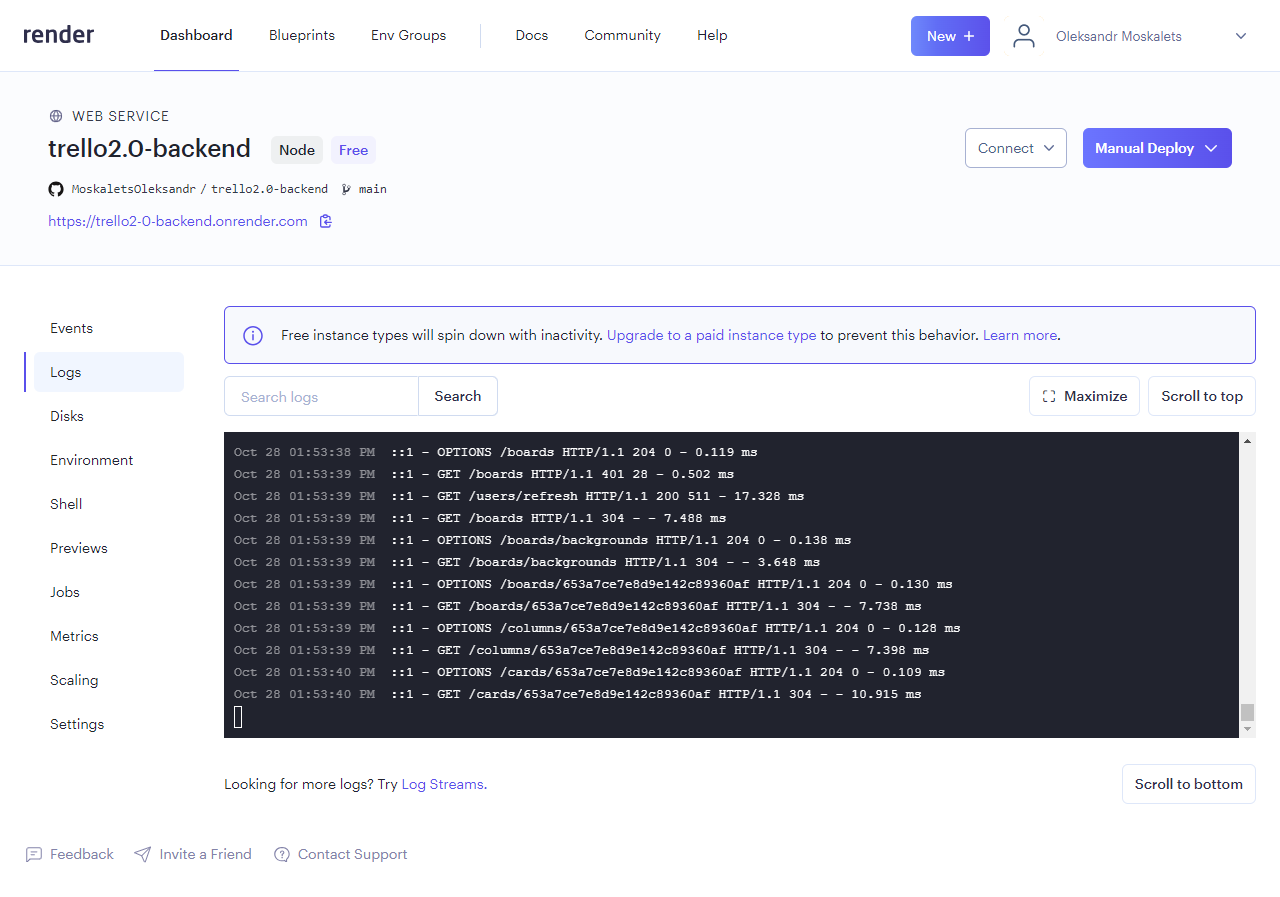 render
Dashboard
Blueprints
Env Groups
Docs
Community
Help
New +
Oleksandr Moskalets
WEB SERVICE
trello2.0-backend
Node
Free
Connect
Manual Deploy
MoskaletsOleksandr / trello2.0-backend
main
https://trello2-0-backend.onrender.com
Events
Logs
Disks
Environment
Shell
Previews
Jobs
Metrics
Scaling
Settings
Free instance types will spin down with inactivity. Upgrade to a paid instance type to prevent this behavior. Learn more.
Search logs
Search
Maximize
Scroll to top
Oct 28 01:53:38 PM ::1 - OPTIONS /boards HTTP/1.1 204 0 - 0.119 ms
Oct 28 01:53:39 PM ::1 - GET /boards HTTP/1.1 401 28 - 0.502 ms
Oct 28 01:53:39 PM ::1 - GET /users/refresh HTTP/1.1 200 511 - 17.328 ms
Oct 28 01:53:39 PM ::1 - GET /boards HTTP/1.1 304 - - 7.488 ms
Oct 28 01:53:39 PM ::1 - OPTIONS /boards/backgrounds HTTP/1.1 204 0 - 0.138 ms
Oct 28 01:53:39 PM ::1 - GET /boards/backgrounds HTTP/1.1 304 - - 3.648 ms
Oct 28 01:53:39 PM ::1 - OPTIONS /boards/653a7ce7e8d9e142c89360af HTTP/1.1 204 0 - 0.130 ms
Oct 28 01:53:39 PM ::1 - GET /boards/653a7ce7e8d9e142c89360af HTTP/1.1 304 - - 7.738 ms
Oct 28 01:53:39 PM ::1 - OPTIONS /columns/653a7ce7e8d9e142c89360af HTTP/1.1 204 0 - 0.128 ms
Oct 28 01:53:39 PM ::1 - GET /columns/653a7ce7e8d9e142c89360af HTTP/1.1 304 - - 7.398 ms
Oct 28 01:53:40 PM ::1 - OPTIONS /cards/653a7ce7e8d9e142c89360af HTTP/1.1 204 0 - 0.109 ms
Oct 28 01:53:40 PM ::1 - GET /cards/653a7ce7e8d9e142c89360af HTTP/1.1 304 - - 10.915 ms
Looking for more logs? Try Log Streams.
Scroll to bottom
Feedback
Invite a Friend
Contact Support